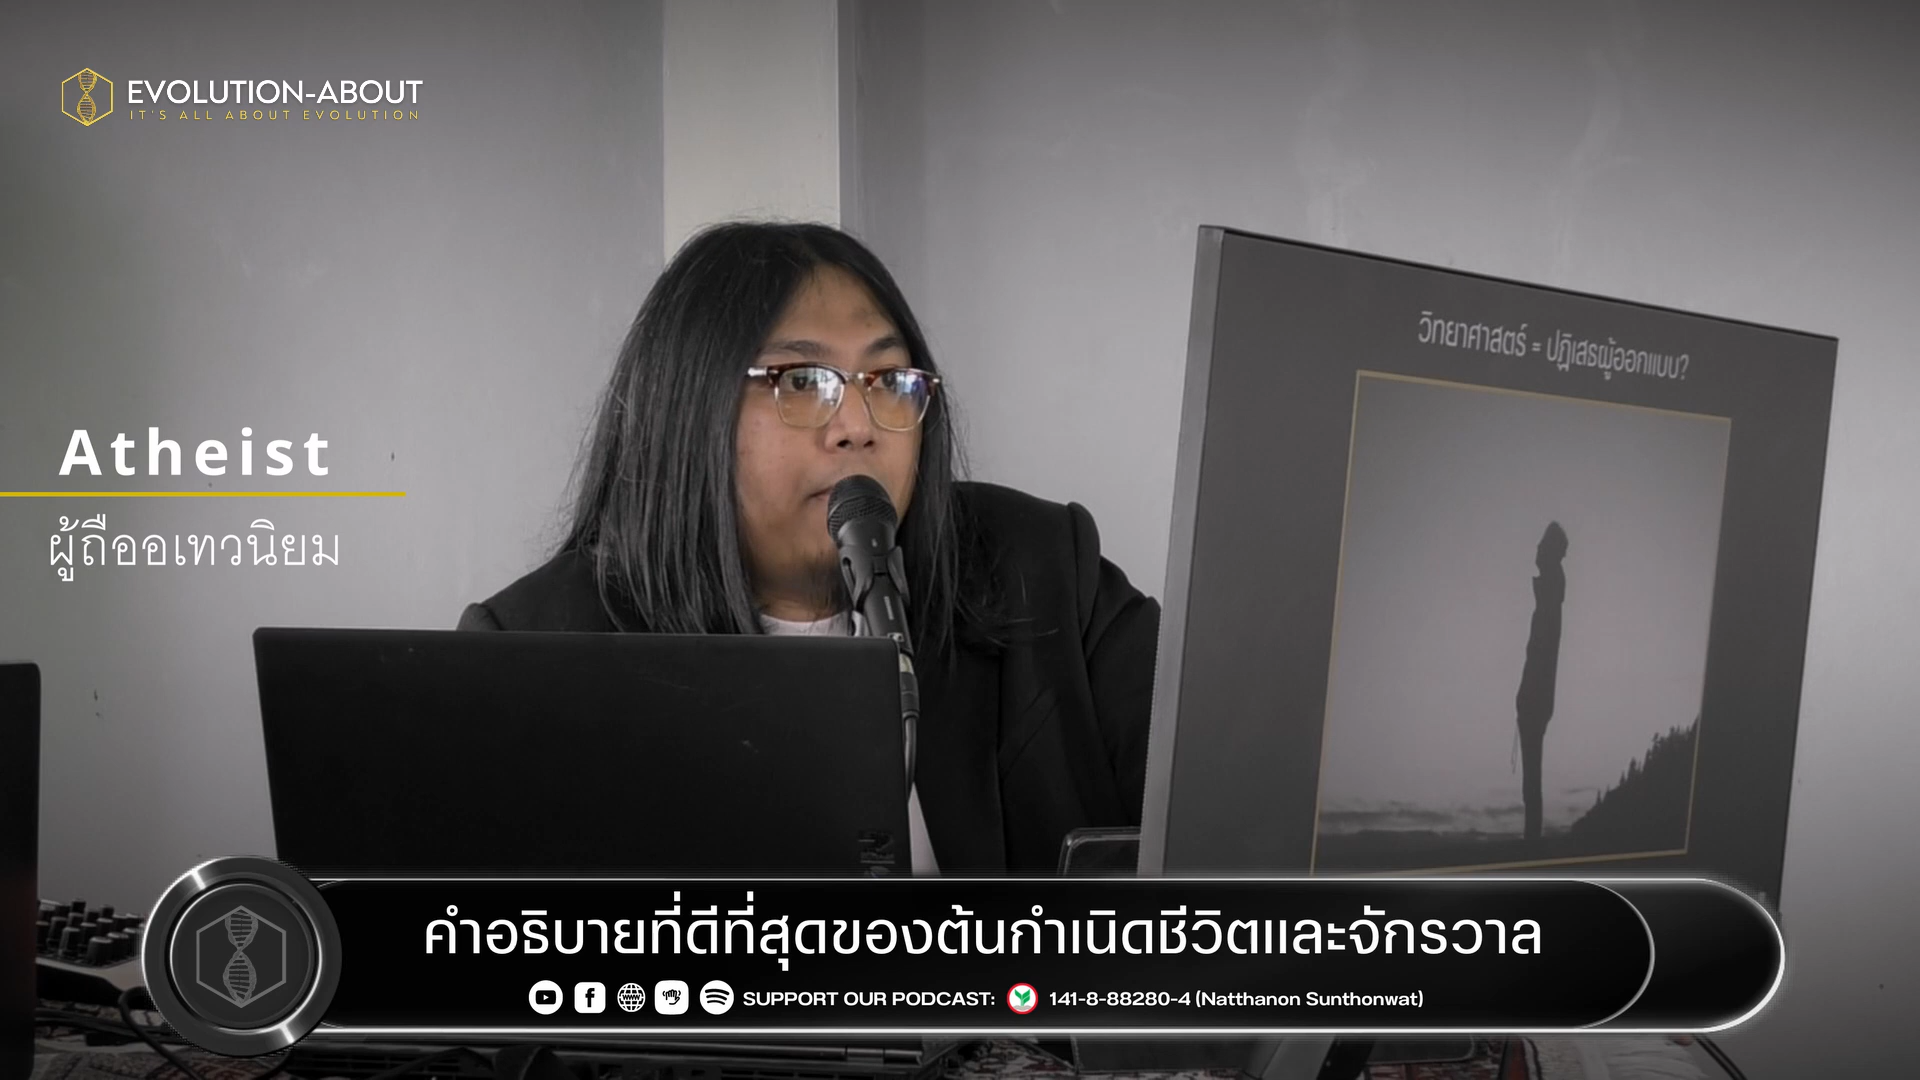 EVOLUTION-ABOUT
IT'S ALL ABOUT EVOLUTION
วิทยาศาสตร์ = ปฏิเสธผู้ออกแบบ?
Atheist
ผู้ถืออเทวนิยม
คำอธิบายที่ดีที่สุดของต้นกำเนิดชีวิตและจักรวาล
SUPPORT OUR PODCAST: 141-8-88280-4 (Natthanon Sunthonwat)